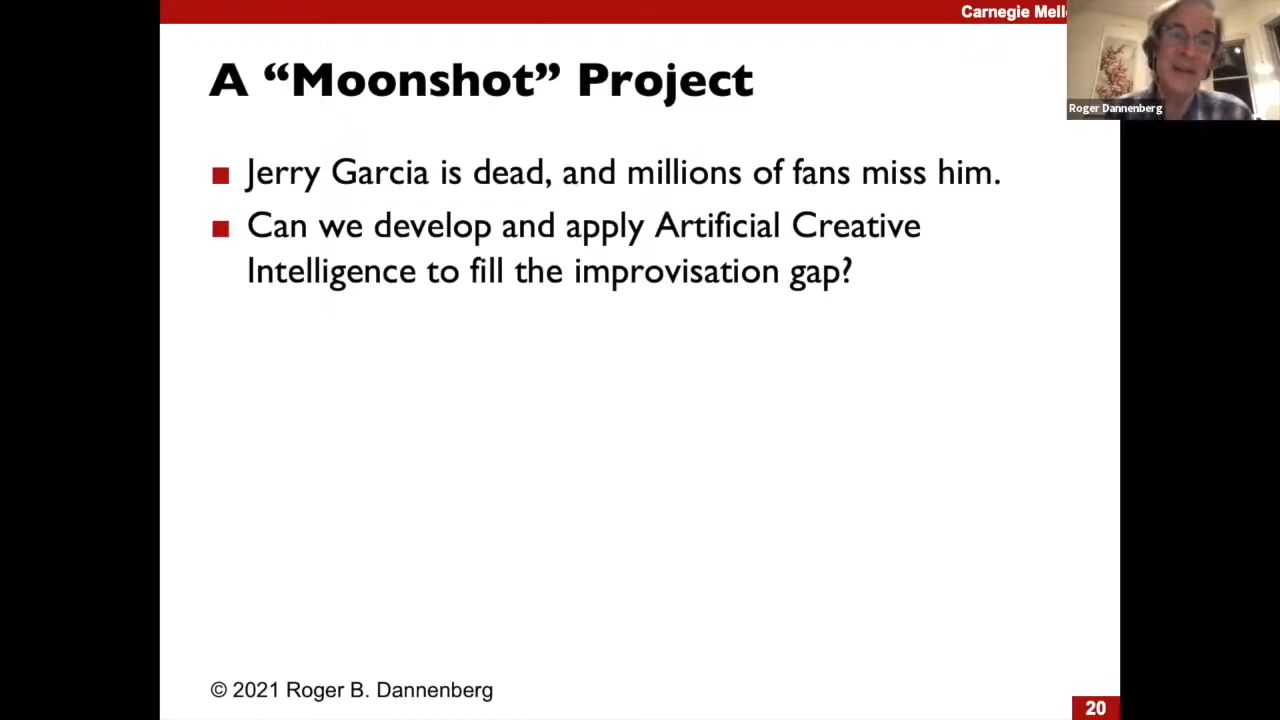 Carnegie Mell
Roger Dannenberg
A “Moonshot” Project
Jerry Garcia is dead, and millions of fans miss him.
Can we develop and apply Artificial Creative
Intelligence to fill the improvisation gap?
© 2021 Roger B. Dannenberg
20